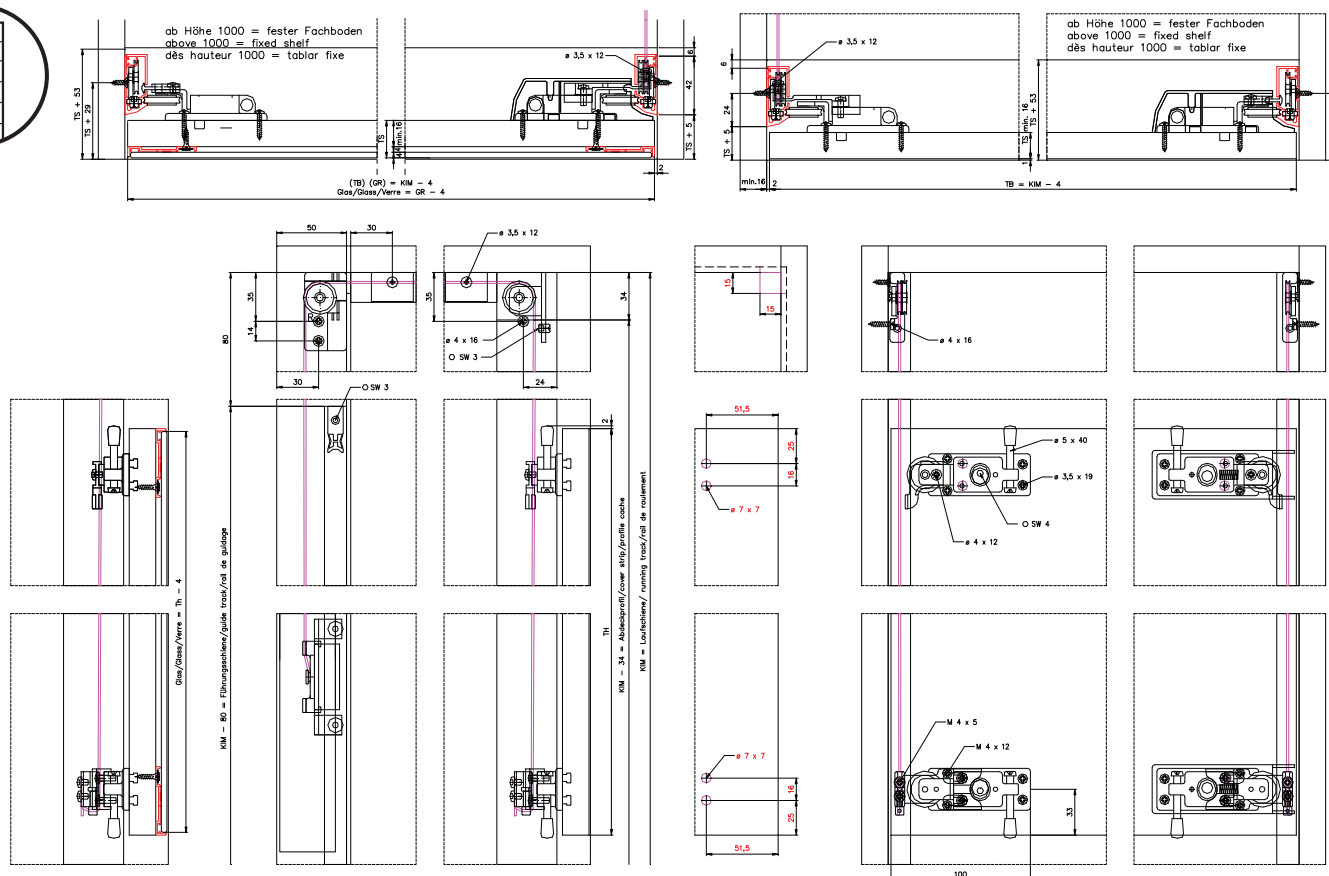 ab Höhe 1000 = fester Fachboden
above 1000 = fixed shelf
dès hauteur 1000 = tablar fixe
ø 3,5 x 12
6
42
TS + 53
TS + 29
TS
min.16
4
TS + 5
2
(TB) (GR) = KIM - 4
Glas/Glass/Verre = GR - 4
ab Höhe 1000 = fester Fachboden
above 1000 = fixed shelf
dès hauteur 1000 = tablar fixe
ø 3,5 x 12
6
24
TS + 5
TS
min. 16
TS + 53
1
min.16
2
TB = KIM - 4
50
30
ø 3,5 x 12
35
14
80
30
35
34
ø 4 x 16
O SW 3
24
15
15
ø 4 x 16
O SW 3
2
51,5
25
16
ø 7 x 7
ø 5 x 40
ø 3,5 x 19
O SW 4
ø 4 x 12
Glas/Glass/Verre = Th - 4
KIM - 80 = Führungsschiene/guide track/rail de guidage
TH
KIM - 34 = Abdeckprofil/cover strip/profile cache
KIM = Laufschiene/ running track/rail de roulement
ø 7 x 7
16
25
51,5
M 4 x 5
M 4 x 12
33
100